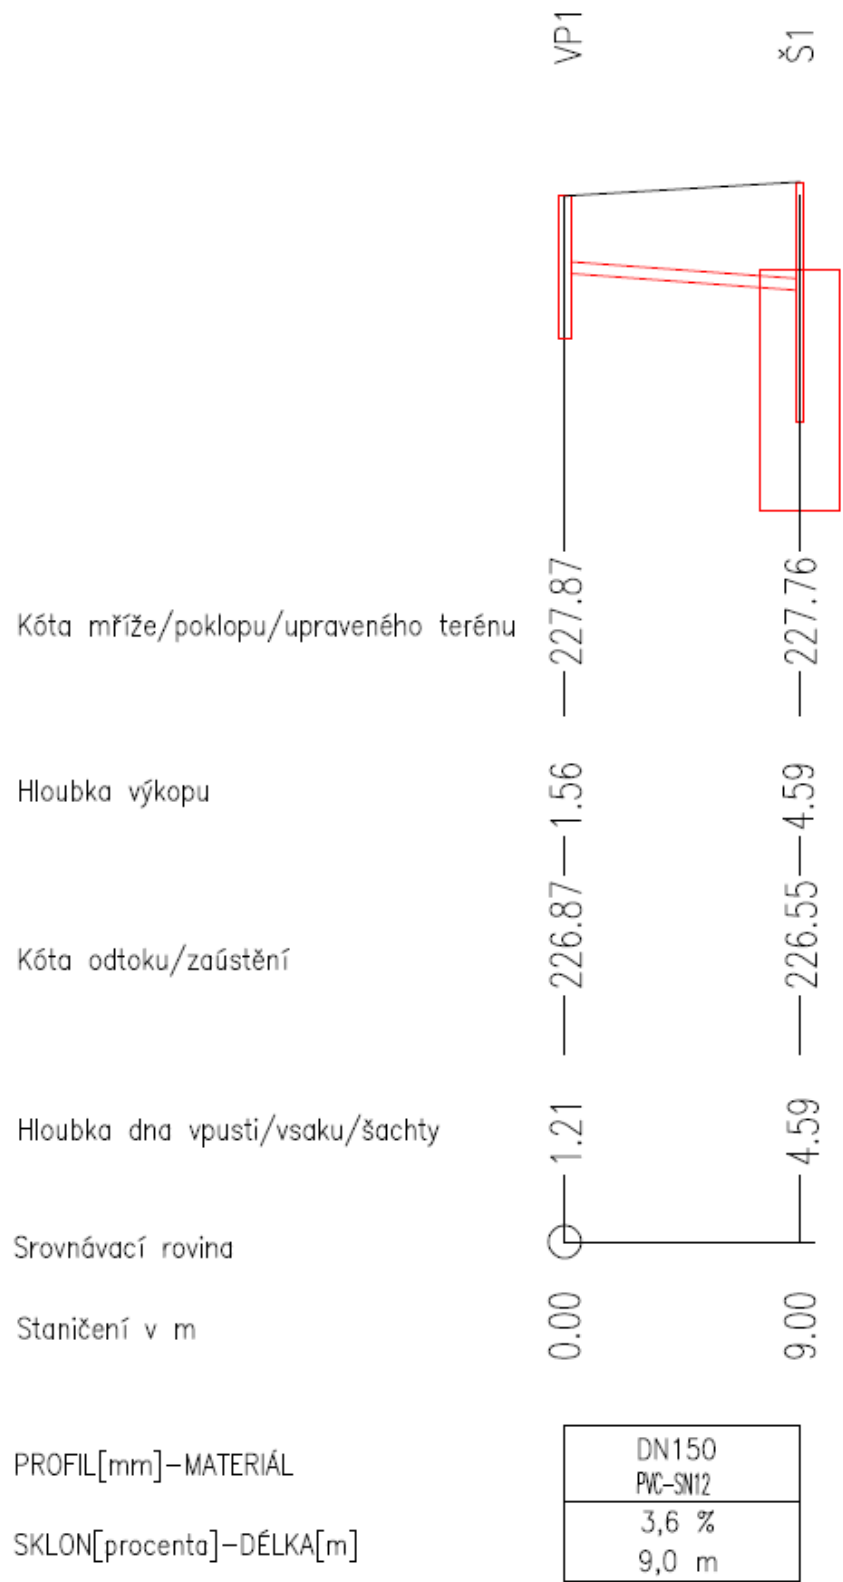 VP1 Š1
Kóta mříže/poklopu/upraveného terénu 227.87 227.76
Hloubka výkopu 1.56 4.59
Kóta odtoku/zaústění 226.87 226.55
Hloubka dna vpusti/vsaku/šachty 1.21 4.59
Srovnávací rovina
Staničení v m 0.00 9.00
PROFIL[mm]-MATERIÁL DN150
PVC-SN12
SKLON[procenta]-DÉLKA[m] 3,6 %
9,0 m